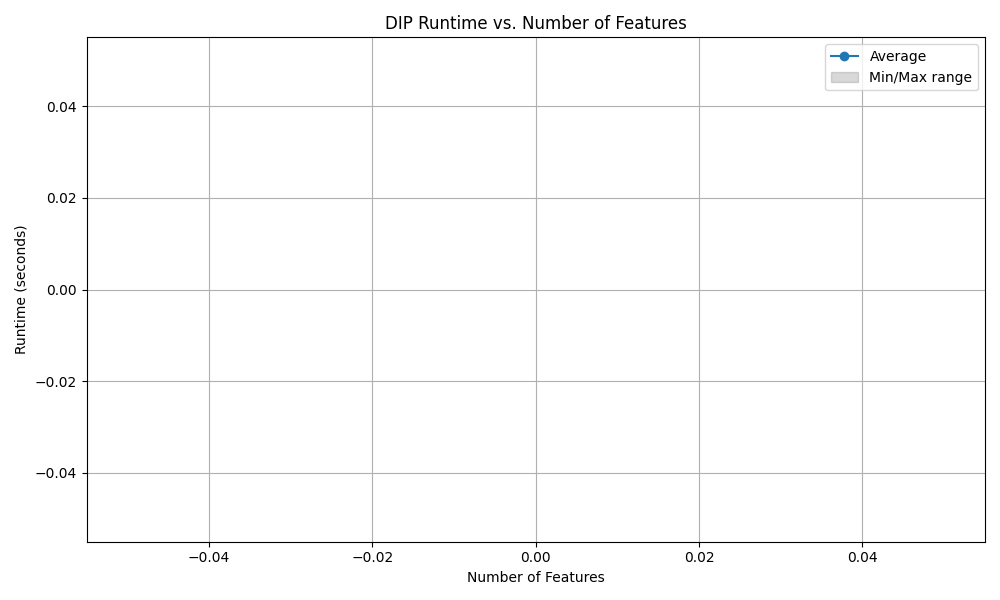 DIP Runtime vs. Number of Features
Average
Min/Max range
0.04
0.02
0.00
−0.02
−0.04
Runtime (seconds)
−0.04
−0.02
0.00
0.02
0.04
Number of Features